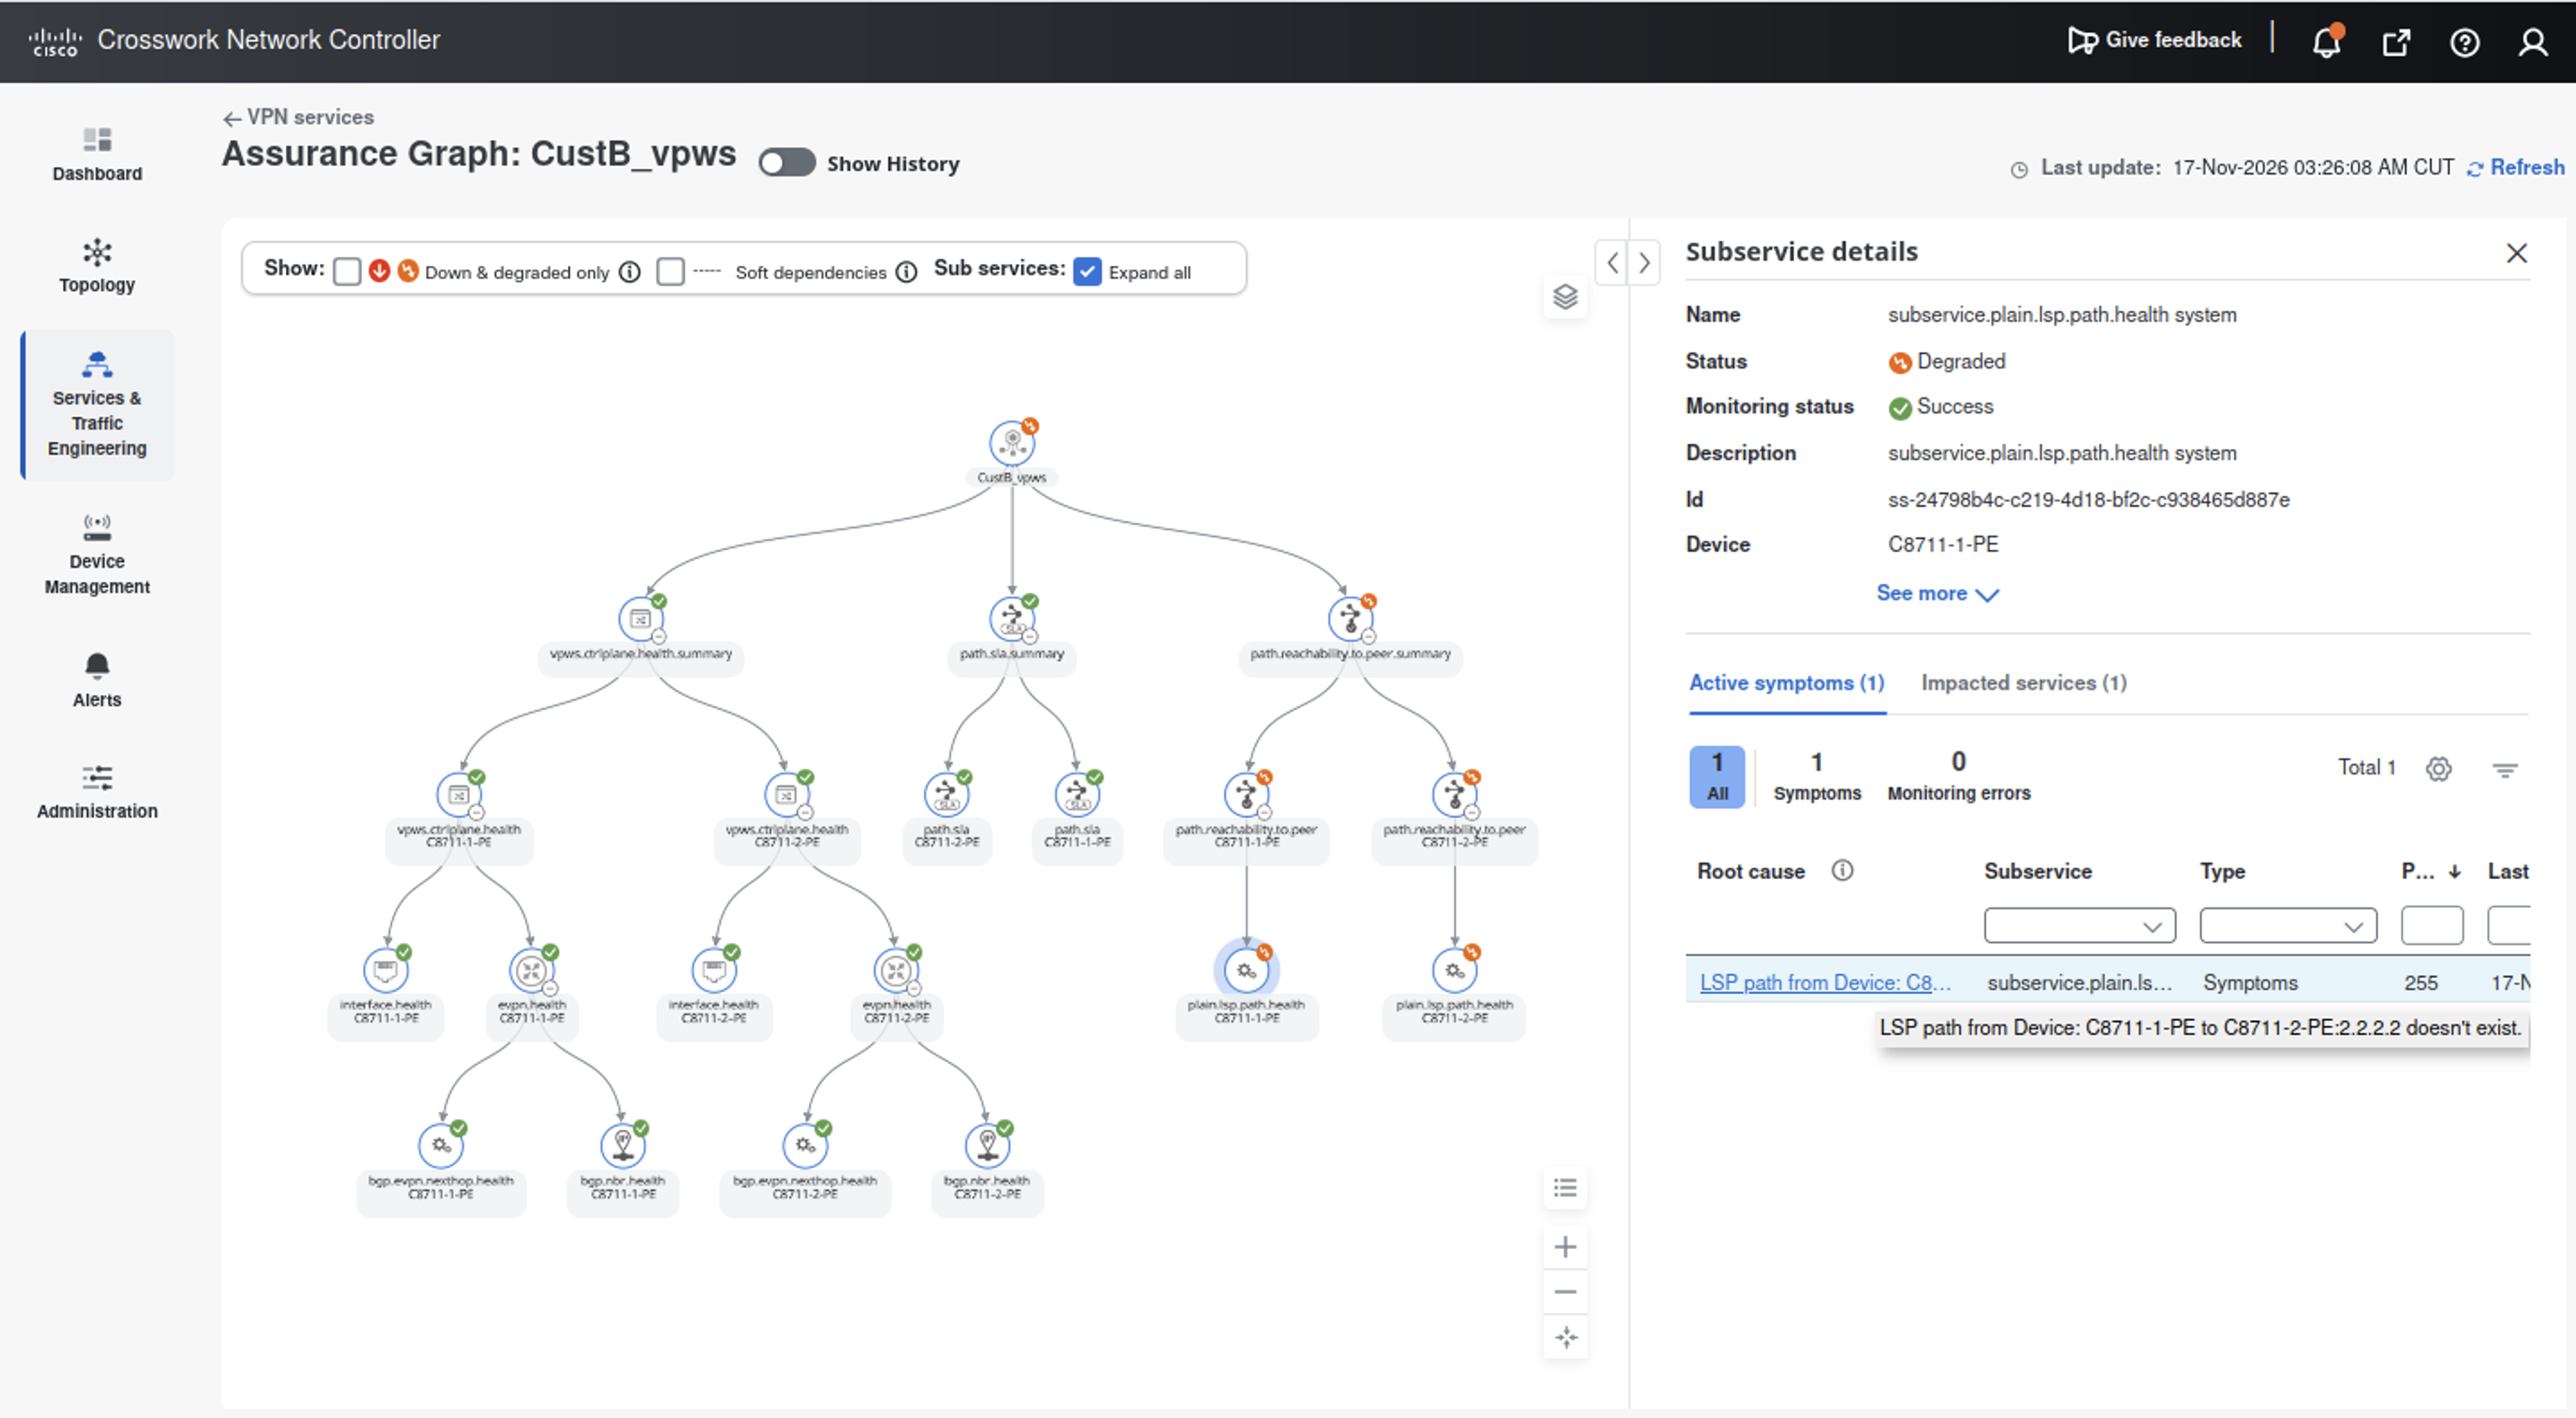 CISCO
Crosswork Network Controller
Give feedback
Dashboard
Topology
Services &
Traffic
Engineering
Device
Management
Alerts
Administration
VPN services
Assurance Graph: CustB_vpws
Show History
Last update: 17-Nov-2026 03:26:08 AM CUT
Refresh
Show:
Down & degraded only
Soft dependencies
Sub services:
Expand all
CustB_vpws
vpws.ctrlplane.health.summary
SLA
path.sla.summary
path.reachability.to.peer.summary
vpws.ctrlplane.health
C8711-1-PE
vpws.ctrlplane.health
C8711-2-PE
SLA
path.sla
C8711-2-PE
SLA
path.sla
C8711-1-PE
path.reachability.to.peer
C8711-1-PE
path.reachability.to.peer
C8711-2-PE
interface.health
C8711-1-PE
evpn.health
C8711-1-PE
interface.health
C8711-2-PE
evpn.health
C8711-2-PE
plain.lsp.path.health
C8711-1-PE
plain.lsp.path.health
C8711-2-PE
bgp.evpn.nexthop.health
C8711-1-PE
bgp.nbr.health
C8711-1-PE
bgp.evpn.nexthop.health
C8711-2-PE
bgp.nbr.health
C8711-2-PE
Subservice details
Name subservice.plain.lsp.path.health system
Status Degraded
Monitoring status Success
Description subservice.plain.lsp.path.health system
Id ss-24798b4c-c219-4d18-bf2c-c938465d887e
Device C8711-1-PE
See more
Active symptoms (1) Impacted services (1)
1 All
1 Symptoms
0 Monitoring errors
Total 1
Root cause Subservice Type P... Last
LSP path from Device: C8... subservice.plain.ls... Symptoms 255 17-N
LSP path from Device: C8711-1-PE to C8711-2-PE:2.2.2.2 doesn't exist.